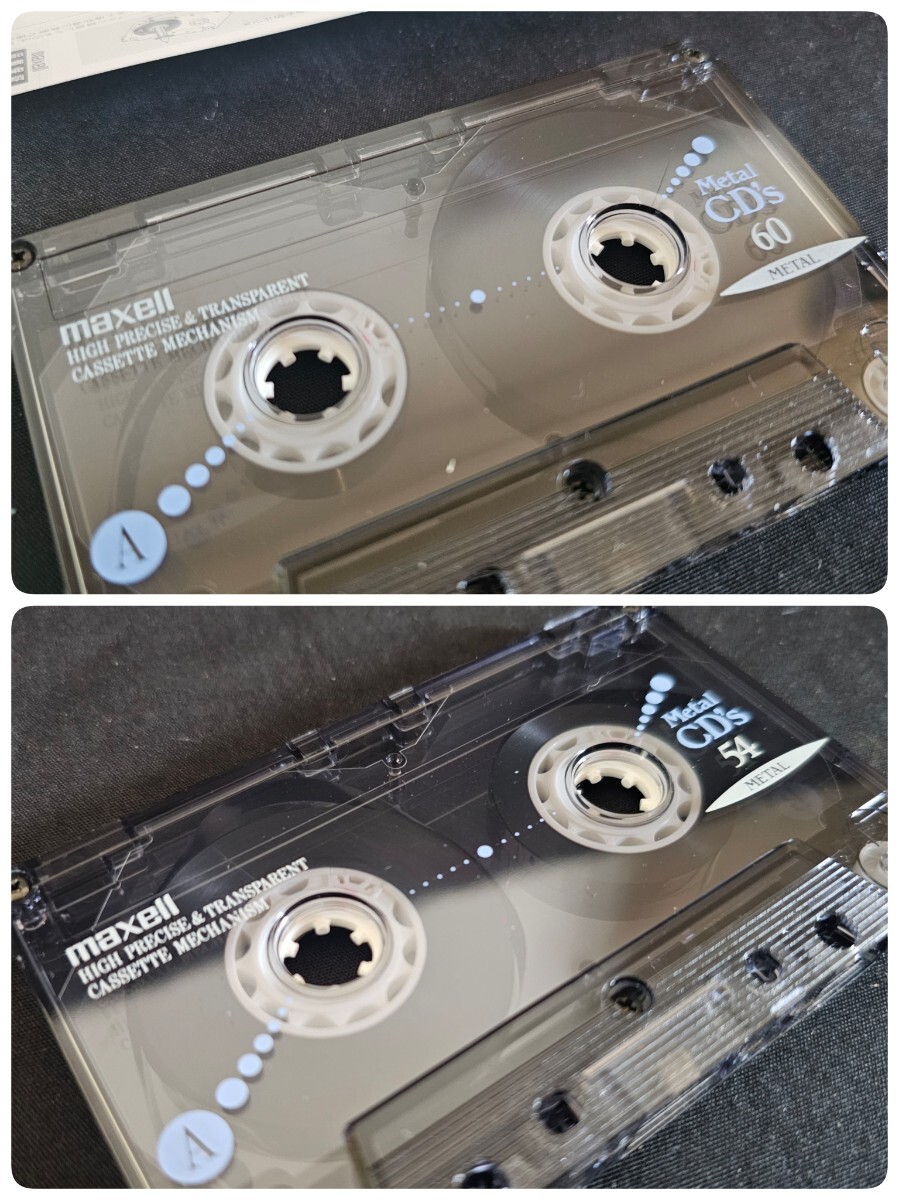 maxell
HIGH PRECISE & TRANSPARENT
CASSETTE MECHANISM
Metal
CD's
60
METAL
A
maxell
HIGH PRECISE & TRANSPARENT
CASSETTE MECHANISM
Metal
CD's
54
METAL
A